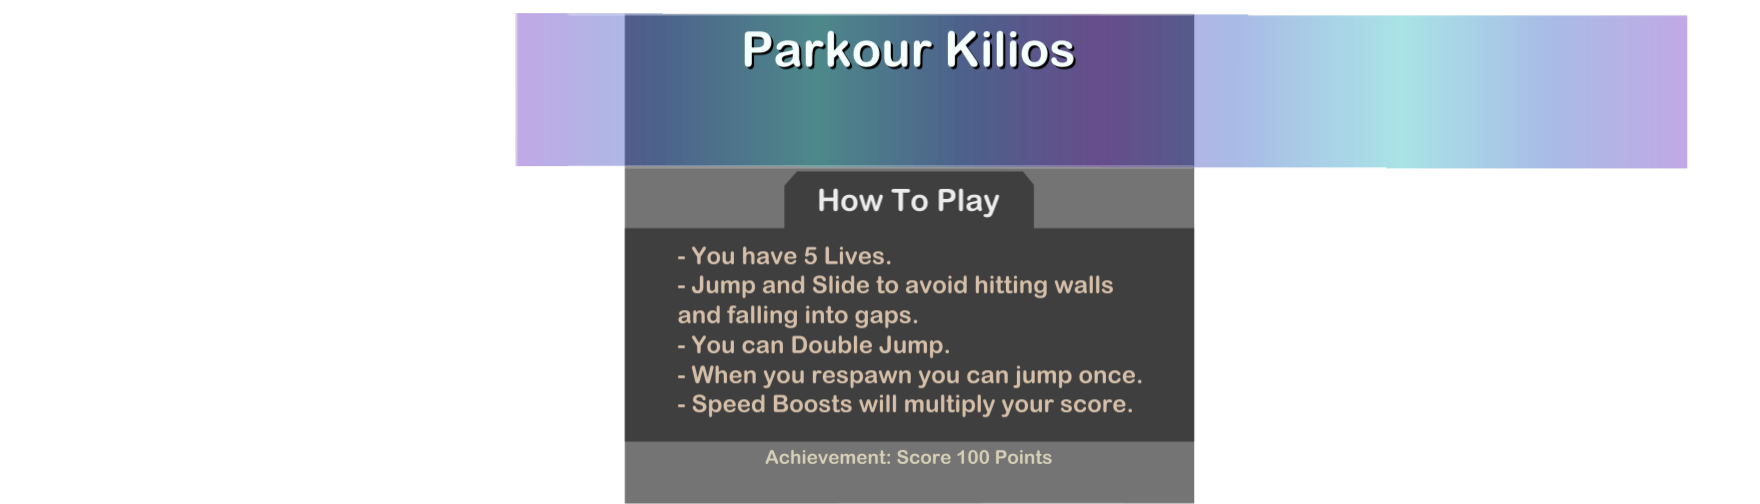 Parkour Kilios
How To Play
- You have 5 Lives.
- Jump and Slide to avoid hitting walls
and falling into gaps.
- You can Double Jump.
- When you respawn you can jump once.
- Speed Boosts will multiply your score.
Achievement: Score 100 Points